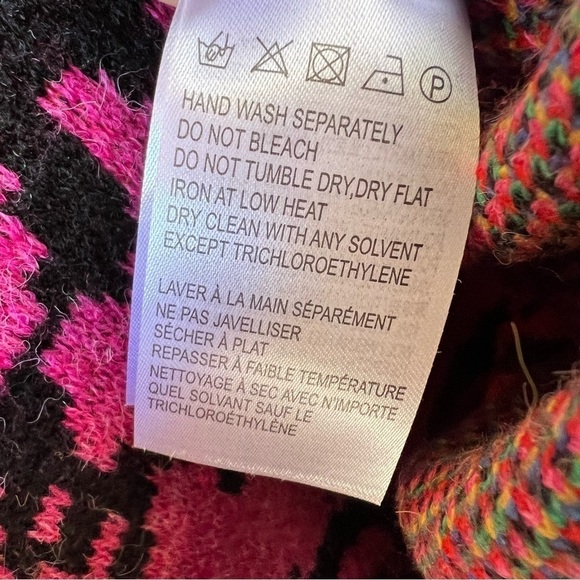 P
HAND WASH SEPARATELY
DO NOT BLEACH
DO NOT TUMBLE DRY,DRY FLAT
IRON AT LOW HEAT
DRY CLEAN WITH ANY SOLVENT
EXCEPT TRICHLOROETHYLENE
LAVER À LA MAIN SÉPARÉMENT
NE PAS JAVELLISER
SÉCHER À PLAT
REPASSER À FAIBLE TEMPÉRATURE
NETTOYAGE À SEC AVEC N'IMPORTE
QUEL SOLVANT SAUF LE
TRICHLOROÉTHYLÈNE